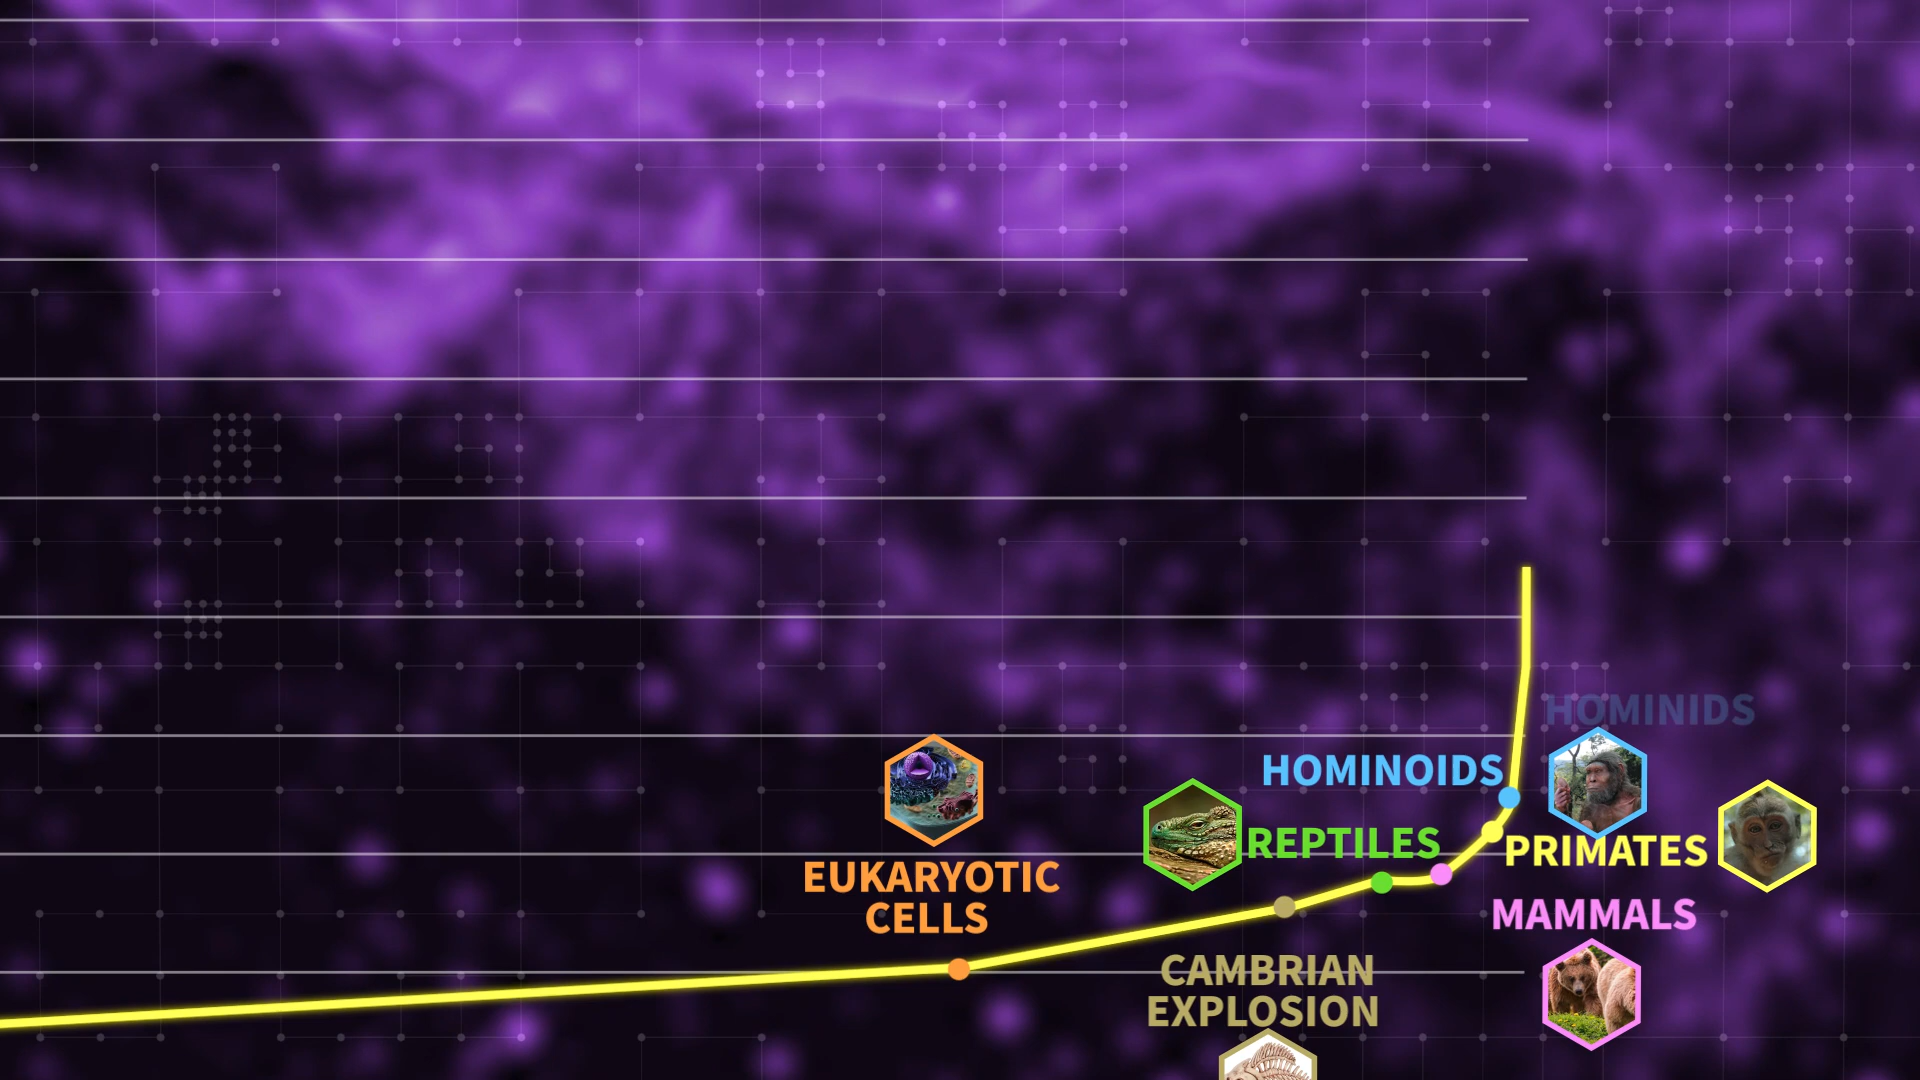 HOMINIDS
HOMINOIDS
REPTILES
PRIMATES
EUKARYOTIC
CELLS
MAMMALS
CAMBRIAN
EXPLOSION